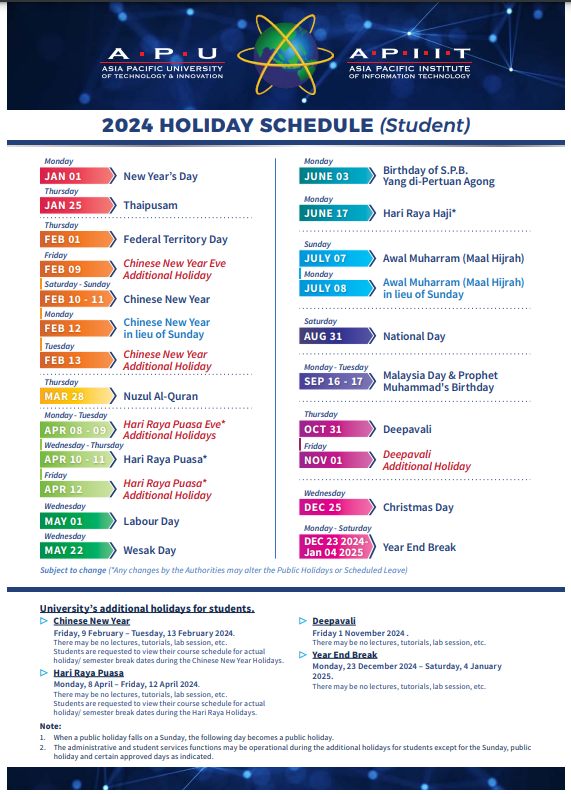 A·P·U
ASIA PACIFIC UNIVERSITY
OF TECHNOLOGY & INNOVATION
A·P·I·I·T
ASIA PACIFIC INSTITUTE
OF INFORMATION TECHNOLOGY
2024 HOLIDAY SCHEDULE (Student)
Monday
JAN 01 New Year's Day
Thursday
JAN 25 Thaipusam
Thursday
FEB 01 Federal Territory Day
Friday
FEB 09 Chinese New Year Eve
Additional Holiday
Saturday - Sunday
FEB 10 - 11 Chinese New Year
Monday
FEB 12 Chinese New Year
in lieu of Sunday
Tuesday
FEB 13 Chinese New Year
Additional Holiday
Thursday
MAR 28 Nuzul Al-Quran
Monday - Tuesday
APR 08 - 09 Hari Raya Puasa Eve*
Additional Holidays
Wednesday - Thursday
APR 10 - 11 Hari Raya Puasa*
Friday
APR 12 Hari Raya Puasa*
Additional Holiday
Wednesday
MAY 01 Labour Day
Wednesday
MAY 22 Wesak Day
Monday
JUNE 03 Birthday of S.P.B.
Yang di-Pertuan Agong
Monday
JUNE 17 Hari Raya Haji*
Sunday
JULY 07 Awal Muharram (Maal Hijrah)
Monday
JULY 08 Awal Muharram (Maal Hijrah)
in lieu of Sunday
Saturday
AUG 31 National Day
Monday - Tuesday
SEP 16 - 17 Malaysia Day & Prophet
Muhammad's Birthday
Thursday
OCT 31 Deepavali
Friday
NOV 01 Deepavali
Additional Holiday
Wednesday
DEC 25 Christmas Day
Monday - Saturday
DEC 23 2024-
Jan 04 2025 Year End Break
Subject to change (*Any changes by the Authorities may alter the Public Holidays or Scheduled Leave)
University's additional holidays for students.
Chinese New Year
Friday, 9 February – Tuesday, 13 February 2024.
There may be no lectures, tutorials, lab session, etc.
Students are requested to view their course schedule for actual
holiday/ semester break dates during the Chinese New Year Holidays.
Hari Raya Puasa
Monday, 8 April – Friday, 12 April 2024.
There may be no lectures, tutorials, lab session, etc.
Students are requested to view their course schedule for actual
holiday/ semester break dates during the Hari Raya Holidays.
Deepavali
Friday 1 November 2024 .
There may be no lectures, tutorials, lab session, etc.
Year End Break
Monday, 23 December 2024 – Saturday, 4 January
2025.
There may be no lectures, tutorials, lab session, etc.
Note:
1. When a public holiday falls on a Sunday, the following day becomes a public holiday.
2. The administrative and student services functions may be operational during the additional holidays for students except for the Sunday, public
holiday and certain approved days as indicated.